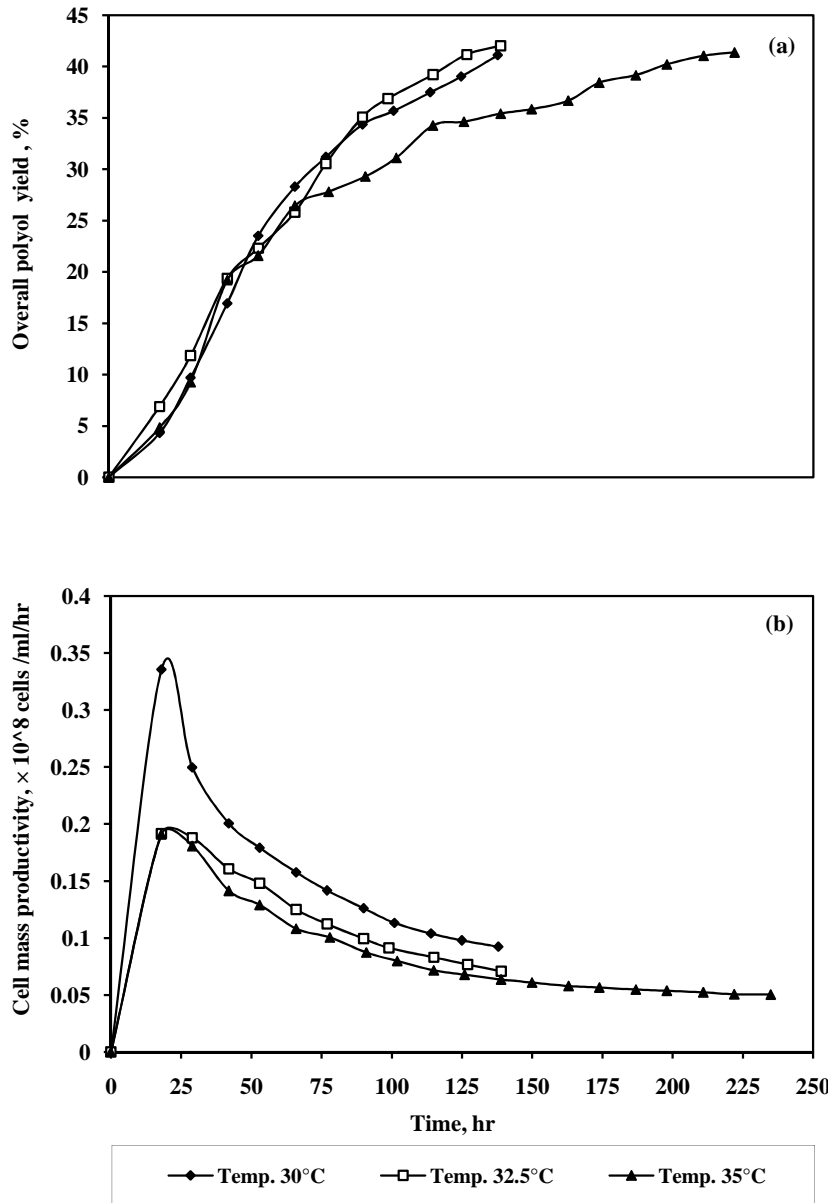 45
40
35
30
25
20
15
10
5
0
Overall polyol yield , %
(a)
0.4
0.35
0.3
0.25
0.2
0.15
0.1
0.05
0
Cell mass productivity, × 10^8 cells /ml/hr
(b)
0 25 50 75 100 125 150 175 200 225 250
Time, hr
Temp. 30°C Temp. 32.5°C Temp. 35°C